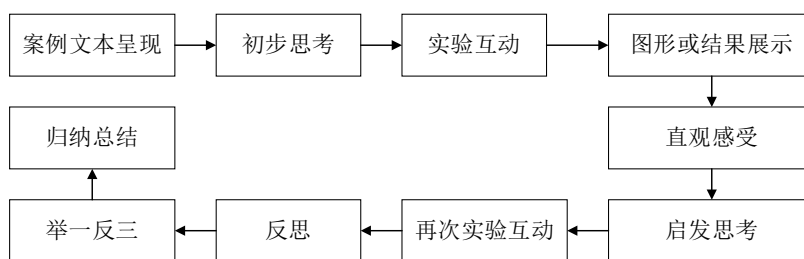 案例文本呈现
初步思考
实验互动
图形或结果展示
直观感受
启发思考
再次实验互动
反思
举一反三
归纳总结